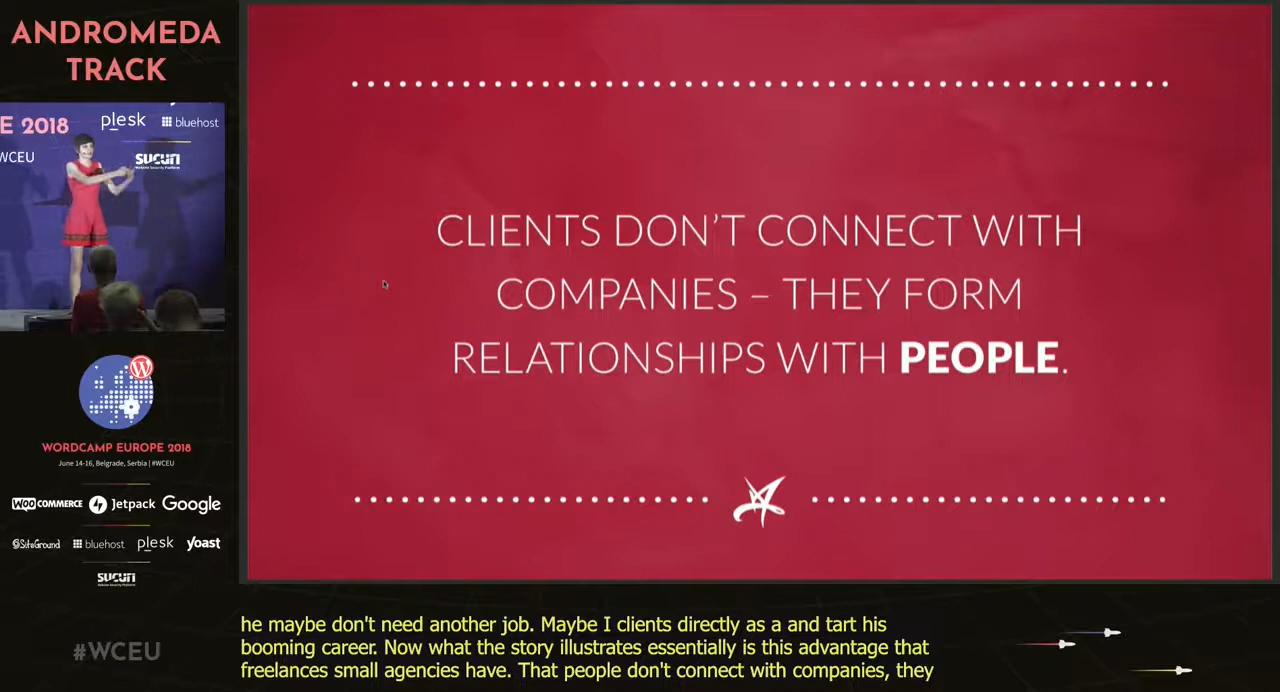 ANDROMEDA
TRACK
E 2018
plesk
bluehost
WCEU
SUCURI
CLIENTS DON'T CONNECT WITH
COMPANIES – THEY FORM
RELATIONSHIPS WITH PEOPLE.
WORDCAMP EUROPE 2018
June 14-16, Belgrade, Serbia | #WCEU
WOO COMMERCE Jetpack Google
SiteGround bluehost plesk yoast
SUCURI
#WCEU
he maybe don't need another job. Maybe I clients directly as a and tart his
booming career. Now what the story illustrates essentially is this advantage that
freelances small agencies have. That people don't connect with companies, they